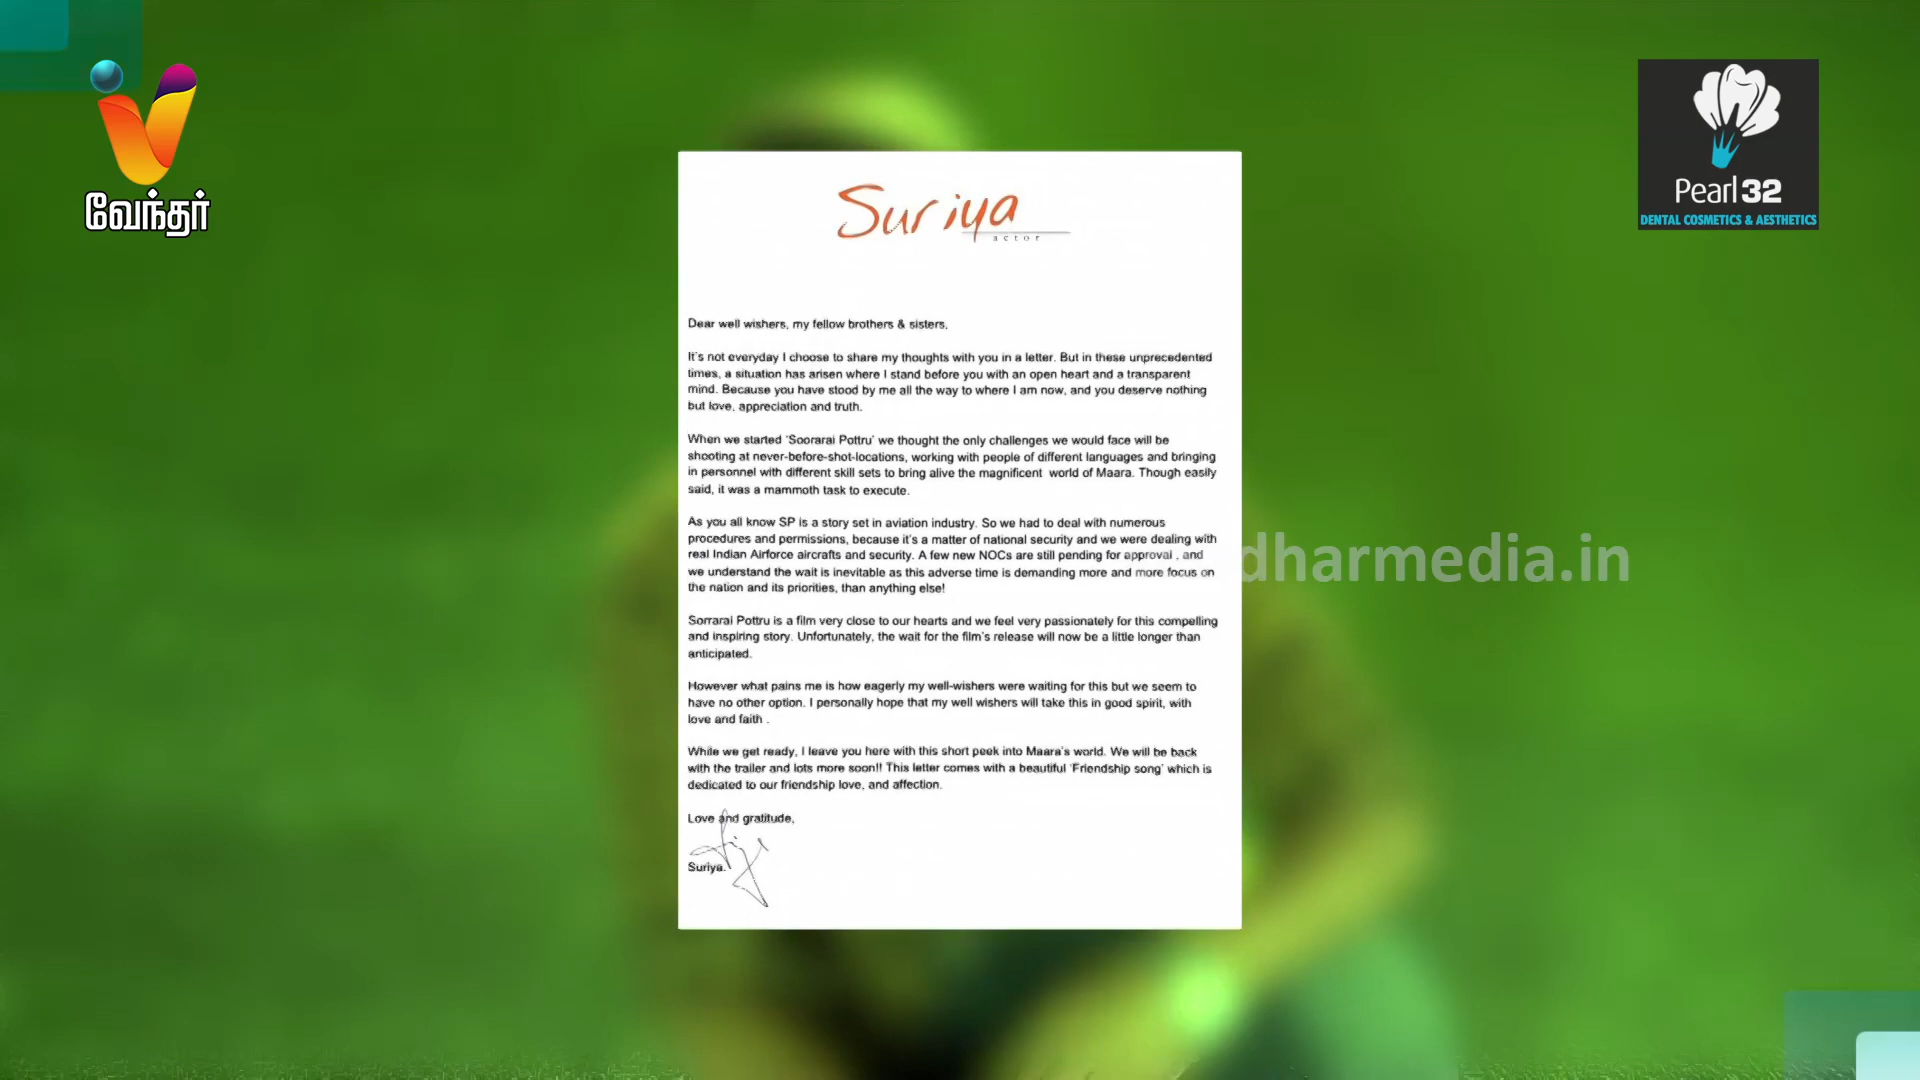 வேந்தர்
Pearl 32
DENTAL COSMETICS & AESTHETICS
Suriya
actor
Dear well wishers, my fellow brothers & sisters,
It's not everyday I choose to share my thoughts with you in a letter. But in these unprecedented
times, a situation has arisen where I stand before you with an open heart and a transparent
mind. Because you have stood by me all the way to where I am now, and you deserve nothing
but love, appreciation and truth.
When we started 'Soorarai Pottru' we thought the only challenges we would face will be
shooting at never-before-shot-locations, working with people of different languages and bringing
in personnel with different skill sets to bring alive the magnificent world of Maara. Though easily
said, it was a mammoth task to execute.
As you all know SP is a story set in aviation industry. So we had to deal with numerous
procedures and permissions, because it's a matter of national security and we were dealing with
real Indian Airforce aircrafts and security. A few new NOCs are still pending for approval , and
we understand the wait is inevitable as this adverse time is demanding more and more focus on
the nation and its priorities, than anything else!
Sorrarai Pottru is a film very close to our hearts and we feel very passionately for this compelling
and inspiring story. Unfortunately, the wait for the film's release will now be a little longer than
anticipated.
However what pains me is how eagerly my well-wishers were waiting for this but we seem to
have no other option. I personally hope that my well wishers will take this in good spirit, with
love and faith .
While we get ready, I leave you here with this short peek into Maara's world. We will be back
with the trailer and lots more soon!! This letter comes with a beautiful 'Friendship song' which is
dedicated to our friendship love, and affection.
Love and gratitude,
Suriya.
dharmedia.in